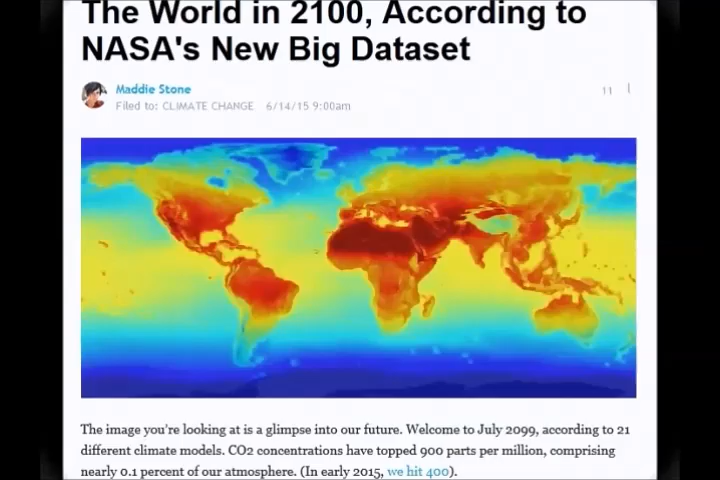 The World in 2100, According to
NASA's New Big Dataset
Maddie Stone
11
Filed to: CLIMATE CHANGE 6/14/15 9:00am
The image you're looking at is a glimpse into our future. Welcome to July 2099, according to 21
different climate models. CO2 concentrations have topped 900 parts per million, comprising
nearly 0.1 percent of our atmosphere. (In early 2015, we hit 400).